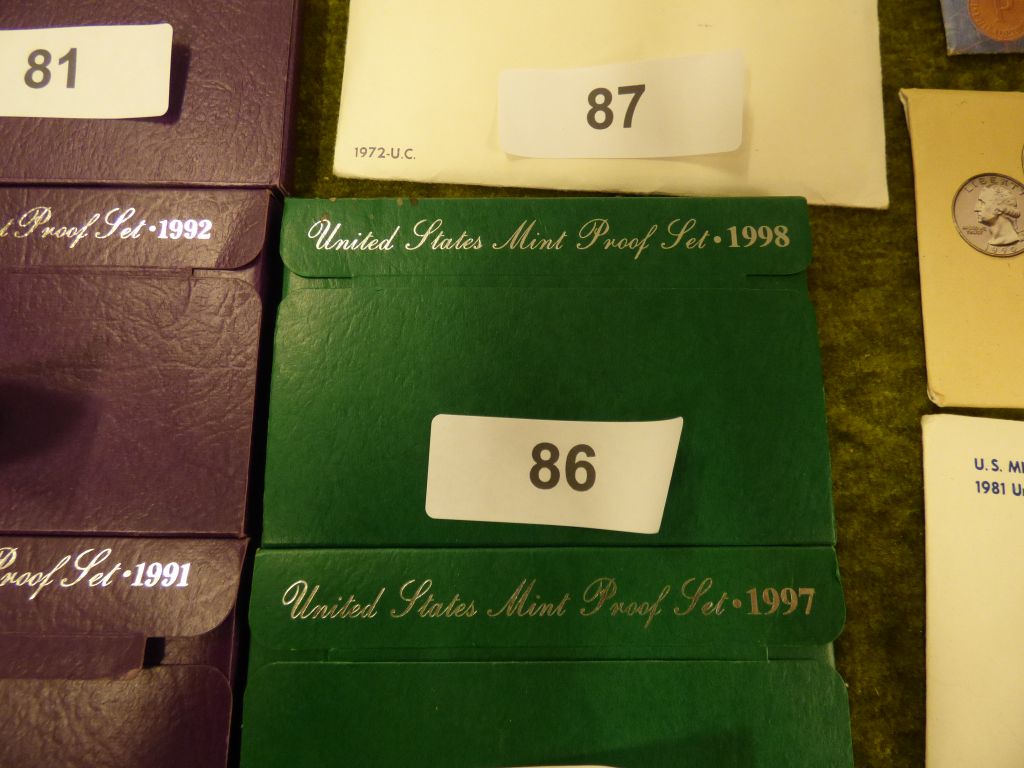 81
87
1972-U.C.
Proof Set · 1992
United States Mint Proof Set · 1998
LIBERTY
U.S.
1981
86
Proof Set · 1991
United States Mint Proof Set · 1997